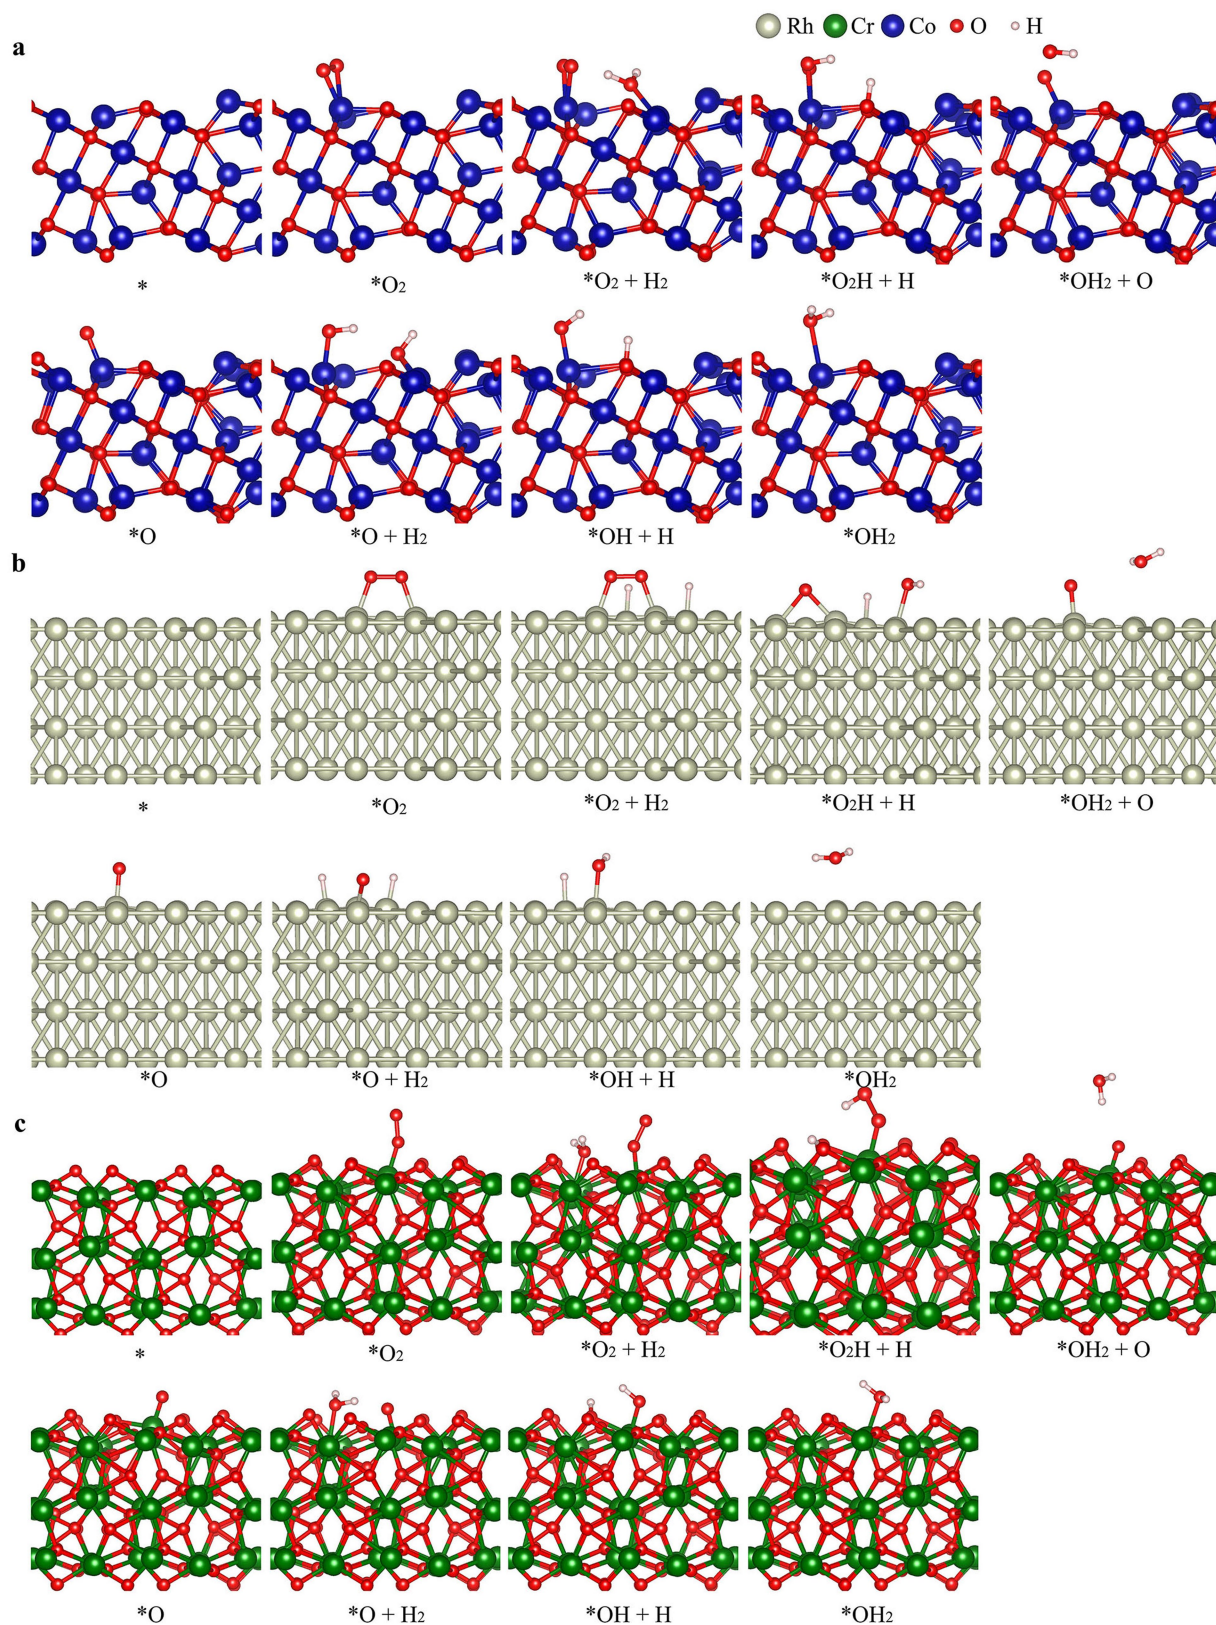 Rh Cr Co O H
a
* *O₂ *O₂ + H₂ *O₂H + H *OH₂ + O
*O *O + H₂ *OH + H *OH₂
b
* *O₂ *O₂ + H₂ *O₂H + H *OH₂ + O
*O *O + H₂ *OH + H *OH₂
c
* *O₂ *O₂ + H₂ *O₂H + H *OH₂ + O
*O *O + H₂ *OH + H *OH₂